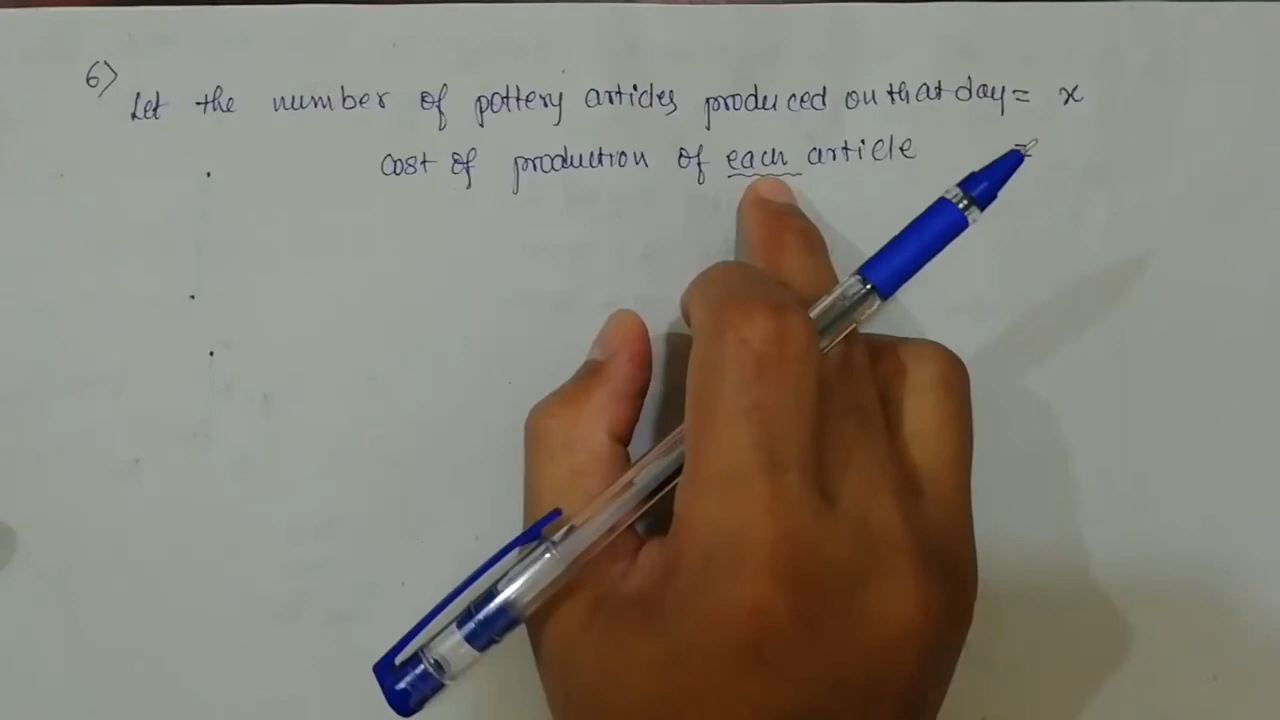 6)
Let the number of pottery articles produced on that day = x
cost of production of each article =